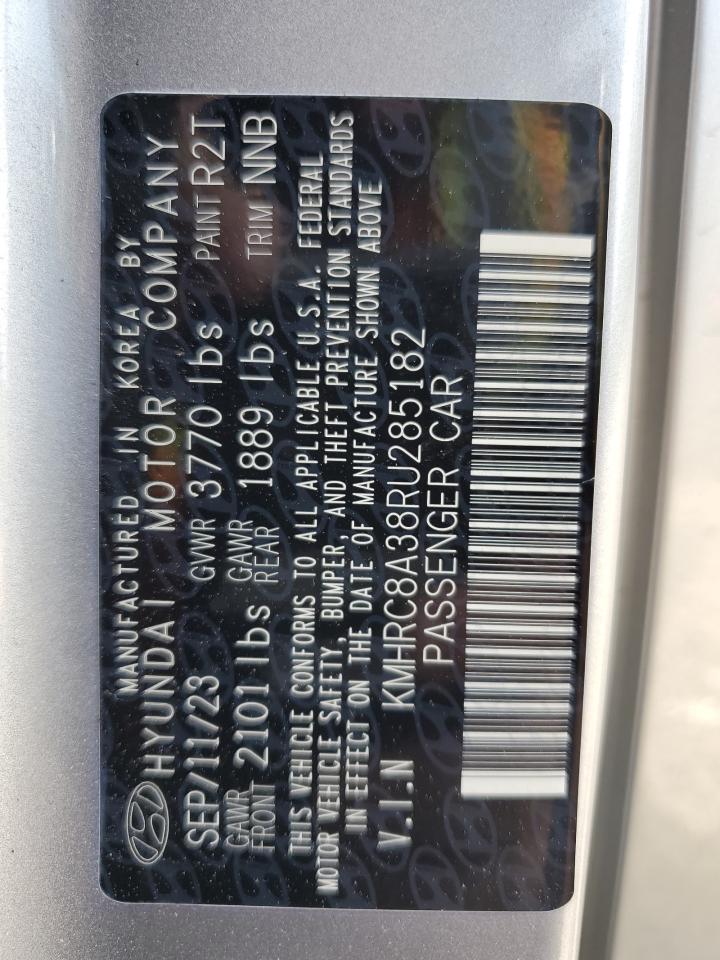 MANUFACTURED IN KOREA BY
HYUNDAI MOTOR COMPANY
SEP/11/23 GVWR 3770 lbs PAINT R2T
GAWR FRONT 2101 lbs GAWR REAR 1889 lbs TRIM NNB
THIS VEHICLE CONFORMS TO ALL APPLICABLE U.S.A. FEDERAL
MOTOR VEHICLE SAFETY, BUMPER, AND THEFT PREVENTION STANDARDS
IN EFFECT ON THE DATE OF MANUFACTURE SHOWN ABOVE
V.I.N KMHRC8A38RU285182
PASSENGER CAR